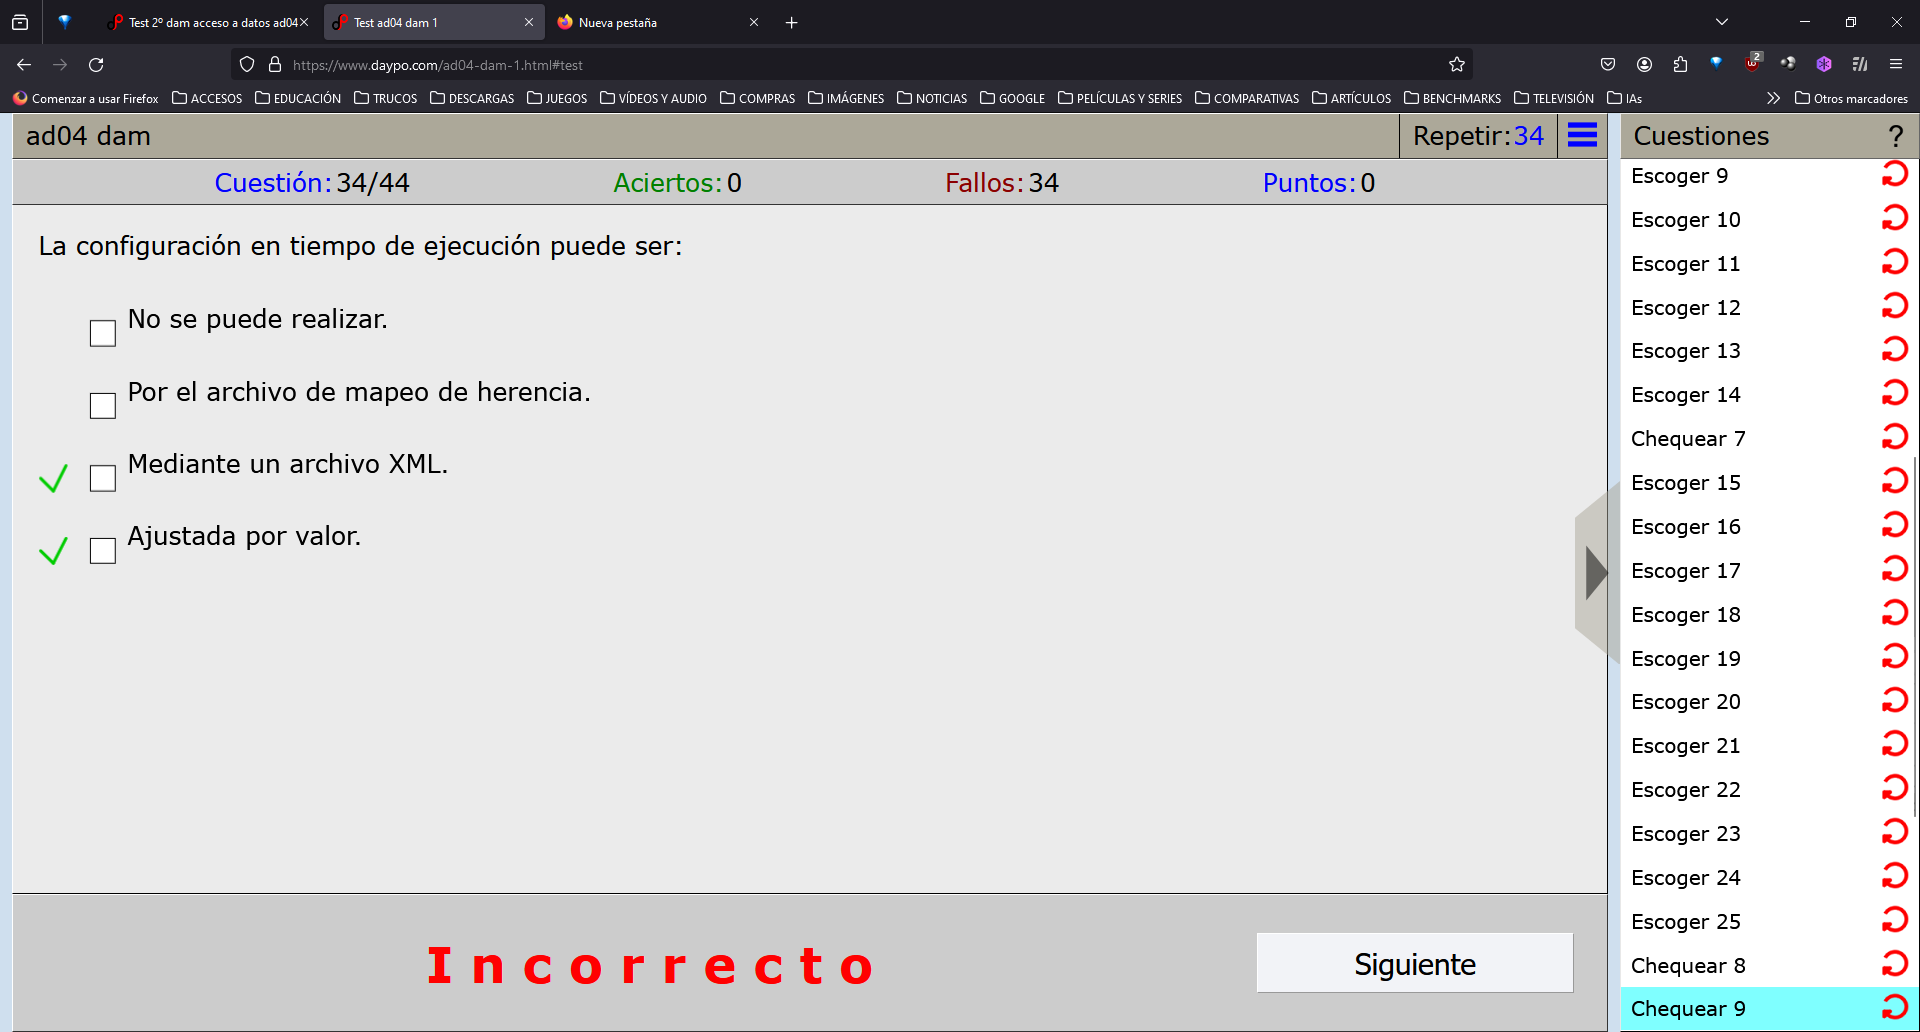 Test 2º dam acceso a datos ad04
Test ad04 dam 1
Nueva pestaña
https://www.daypo.com/ad04-dam-1.html#test
2
Comenzar a usar Firefox
ACCESOS
EDUCACIÓN
TRUCOS
DESCARGAS
JUEGOS
VÍDEOS Y AUDIO
COMPRAS
IMÁGENES
NOTICIAS
GOOGLE
PELÍCULAS Y SERIES
COMPARATIVAS
ARTÍCULOS
BENCHMARKS
TELEVISIÓN
IAs
Otros marcadores
ad04 dam
Repetir:34
Cuestión:34/44
Aciertos:0
Fallos:34
Puntos:0
La configuración en tiempo de ejecución puede ser:
No se puede realizar.
Por el archivo de mapeo de herencia.
Mediante un archivo XML.
Ajustada por valor.
Incorrecto
Siguiente
Cuestiones ?
Escoger 9
Escoger 10
Escoger 11
Escoger 12
Escoger 13
Escoger 14
Chequear 7
Escoger 15
Escoger 16
Escoger 17
Escoger 18
Escoger 19
Escoger 20
Escoger 21
Escoger 22
Escoger 23
Escoger 24
Escoger 25
Chequear 8
Chequear 9